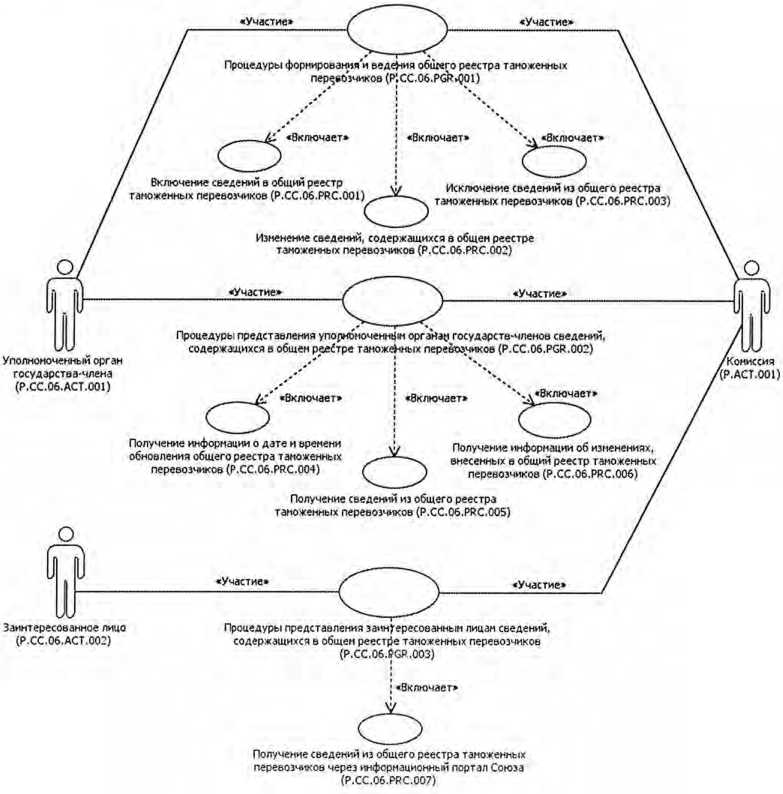 «Участие»
«Участие»
Процедуры формирования и ведения общего реестра таможенных
перевозчиков (P.CC.06.PGR.001)
«Включает»
«Включает»
«Включает»
Включение сведений в общий реестр
таможенных перевозчиков (P.CC.06.PRC.001)
Исключение сведений из общего реестра
таможенных перевозчиков (P.CC.06.PRC.003)
Изменение сведений, содержащихся в общем реестре
таможенных перевозчиков (P.CC.06.PRC.002)
«Участие»
«Участие»
Уполномоченный орган
государства-члена
(P.CC.06.ACT.001)
Комиссия
(P.ACT.001)
Процедуры представления уполномоченным органам государств-членов сведений,
содержащихся в общем реестре таможенных перевозчиков (P.CC.06.PGR.002)
«Включает»
«Включает»
«Включает»
Получение информации о дате и времени
обновления общего реестра таможенных
перевозчиков (P.CC.06.PRC.004)
Получение информации об изменениях,
внесенных в общий реестр таможенных
перевозчиков (P.CC.06.PRC.006)
Получение сведений из общего реестра
таможенных перевозчиков (P.CC.06.PRC.005)
«Участие»
«Участие»
Заинтересованное лицо
(P.CC.06.ACT.002)
Процедуры представления заинтересованным лицам сведений,
содержащихся в общем реестре таможенных перевозчиков
(P.CC.06.PGR.003)
«Включает»
Получение сведений из общего реестра таможенных
перевозчиков через информационный портал Союза
(P.CC.06.PRC.007)